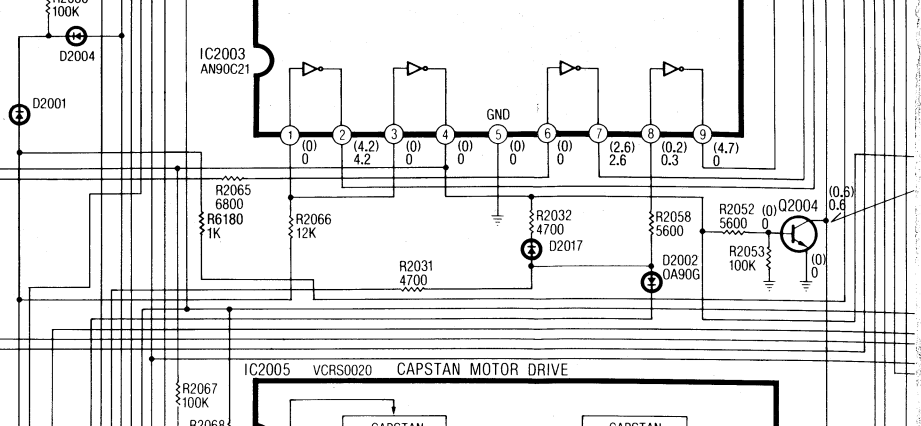 100K
D2004
IC2003
AN90C21
D2001
GND
1
2
3
4
5
6
7
8
9
(0)
0
(4.2)
4.2
(0)
0
(0)
0
(0)
0
(0)
0
(2.6)
2.6
(0.2)
0.3
(4.7)
0
R2065
6800
R6180
1K
R2066
12K
R2032
4700
D2017
R2031
4700
R2058
5600
D2002
OA90G
R2052
5600
(0)
0
Q2004
(0.6)
0.6
R2053
100K
(0)
0
IC2005 VCRS0020 CAPSTAN MOTOR DRIVE
R2067
100K
R2068
CAPSTAN
CAPSTAN